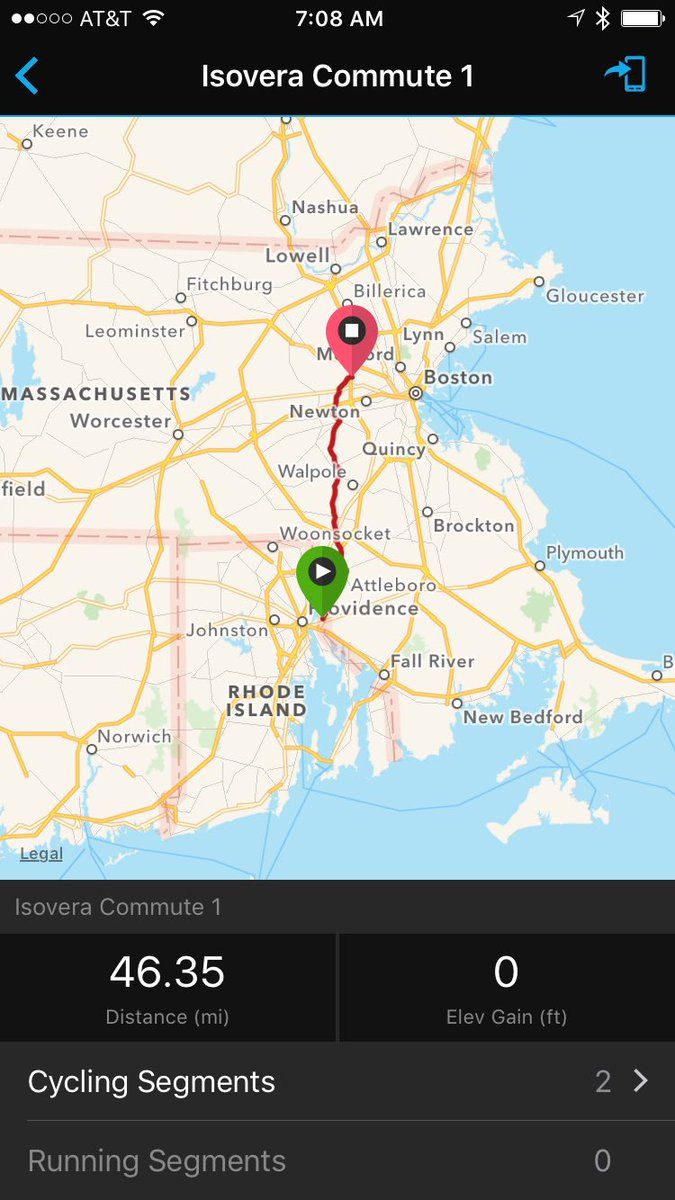 AT&T 7:08 AM
Isovera Commute 1
Keene
Nashua
Lawrence
Lowell
Fitchburg
Billerica
Gloucester
Leominster
Lynn
Salem
MASSACHUSETTS
Boston
Worcester
Newton
Quincy
Walpole
field
Brockton
Woonsocket
Plymouth
Attleboro
Providence
Johnston
Fall River
B
RHODE
ISLAND
New Bedford
Norwich
Legal
Isovera Commute 1
46.35 0
Distance (mi) Elev Gain (ft)
Cycling Segments 2
Running Segments 0